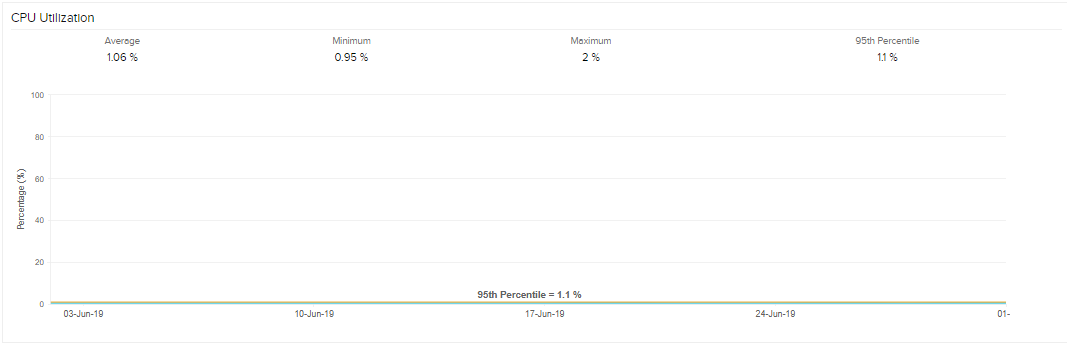 CPU Utilization
Average Minimum Maximum 95th Percentile
1.06 % 0.95 % 2 % 1.1 %
100
80
60
40
20
0
Percentage (%)
95th Percentile = 1.1 %
03-Jun-19 10-Jun-19 17-Jun-19 24-Jun-19 01-